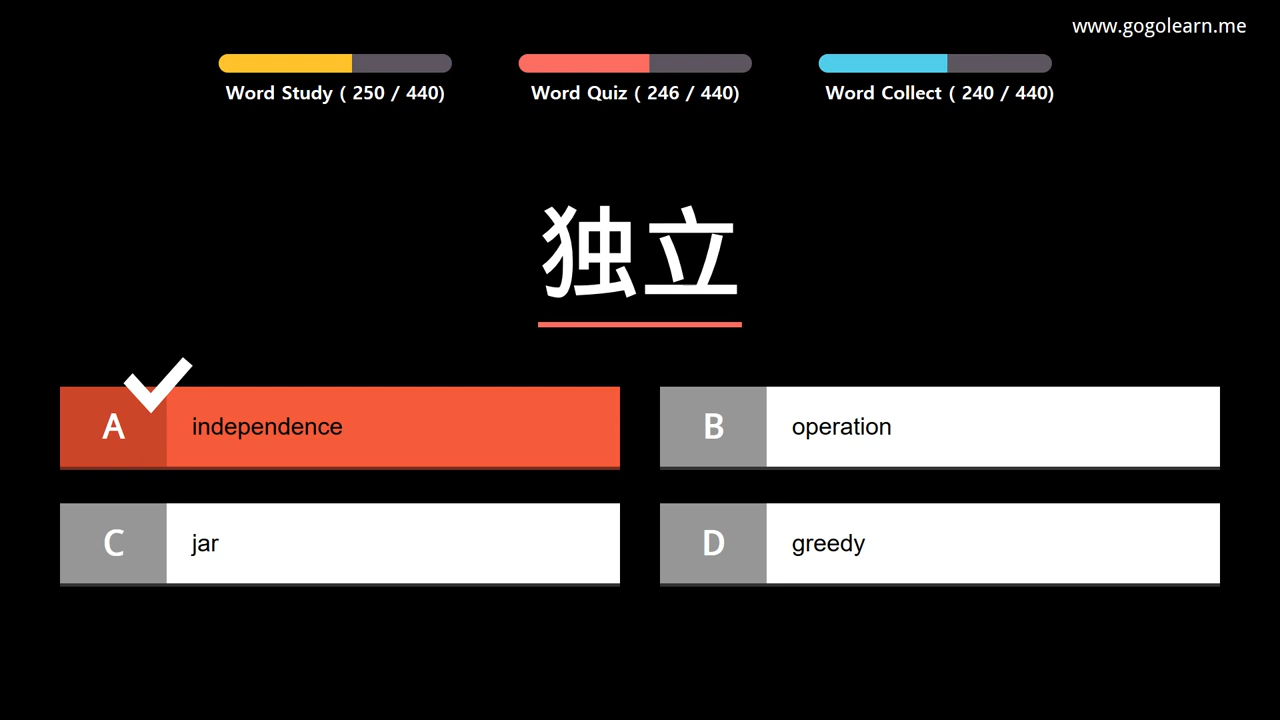 www.gogolearn.me
Word Study ( 250 / 440)
Word Quiz ( 246 / 440)
Word Collect ( 240 / 440)
独立
A independence
B operation
C jar
D greedy